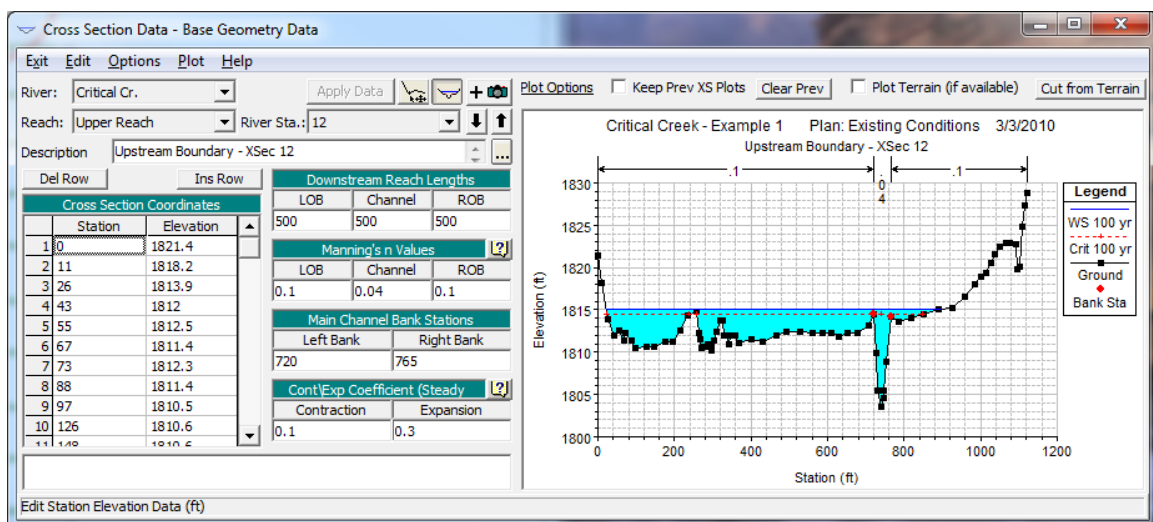 Cross Section Data - Base Geometry Data
Exit Edit Options Plot Help
River: Critical Cr. Apply Data
Reach: Upper Reach River Sta.: 12
Description Upstream Boundary - XSec 12 ...
Del Row Ins Row
Cross Section Coordinates
Station Elevation
1 0 1821.4
2 11 1818.2
3 26 1813.9
4 43 1812
5 55 1812.5
6 67 1811.4
7 73 1812.3
8 88 1811.4
9 97 1810.5
10 126 1810.6
11 148 1810.6
Downstream Reach Lengths
LOB Channel ROB
500 500 500
Manning's n Values
LOB Channel ROB
0.1 0.04 0.1
Main Channel Bank Stations
Left Bank Right Bank
720 765
Cont\Exp Coefficient (Steady
Contraction Expansion
0.1 0.3
Plot Options Keep Prev XS Plots Clear Prev Plot Terrain (if available) Cut from Terrain
Critical Creek - Example 1 Plan: Existing Conditions 3/3/2010
Upstream Boundary - XSec 12
.1 .04 .1
Elevation (ft)
1830
1825
1820
1815
1810
1805
1800
0 200 400 600 800 1000 1200
Station (ft)
Legend
WS 100 yr
Crit 100 yr
Ground
Bank Sta
Edit Station Elevation Data (ft)